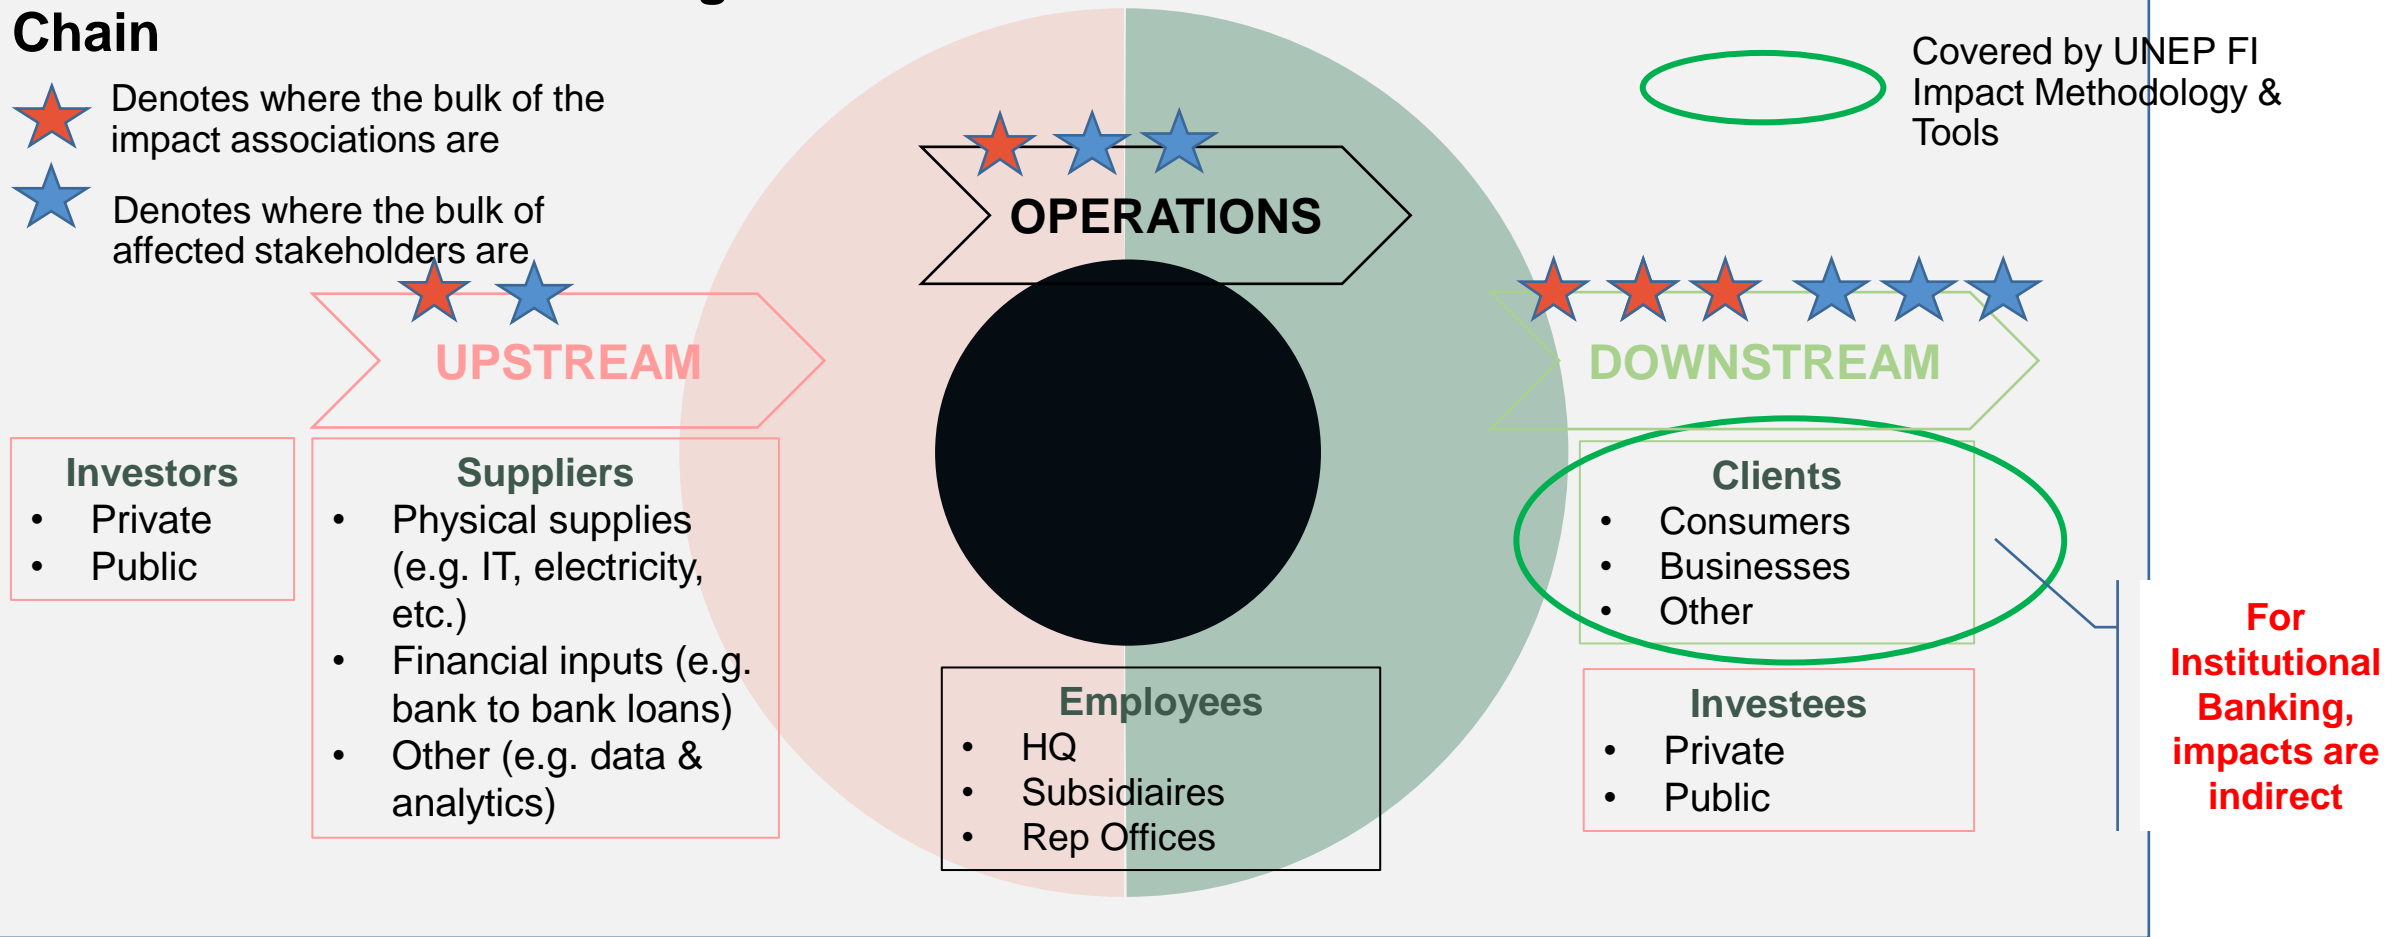 Chain
Denotes where the bulk of the
impact associations are
Denotes where the bulk of
affected stakeholders are
Covered by UNEP FI
Impact Methodology &
Tools
OPERATIONS
UPSTREAM
DOWNSTREAM
Investors
• Private
• Public
Suppliers
• Physical supplies
(e.g. IT, electricity,
etc.)
• Financial inputs (e.g.
bank to bank loans)
• Other (e.g. data &
analytics)
Employees
• HQ
• Subsidiaires
• Rep Offices
Clients
• Consumers
• Businesses
• Other
Investees
• Private
• Public
For
Institutional
Banking,
impacts are
indirect